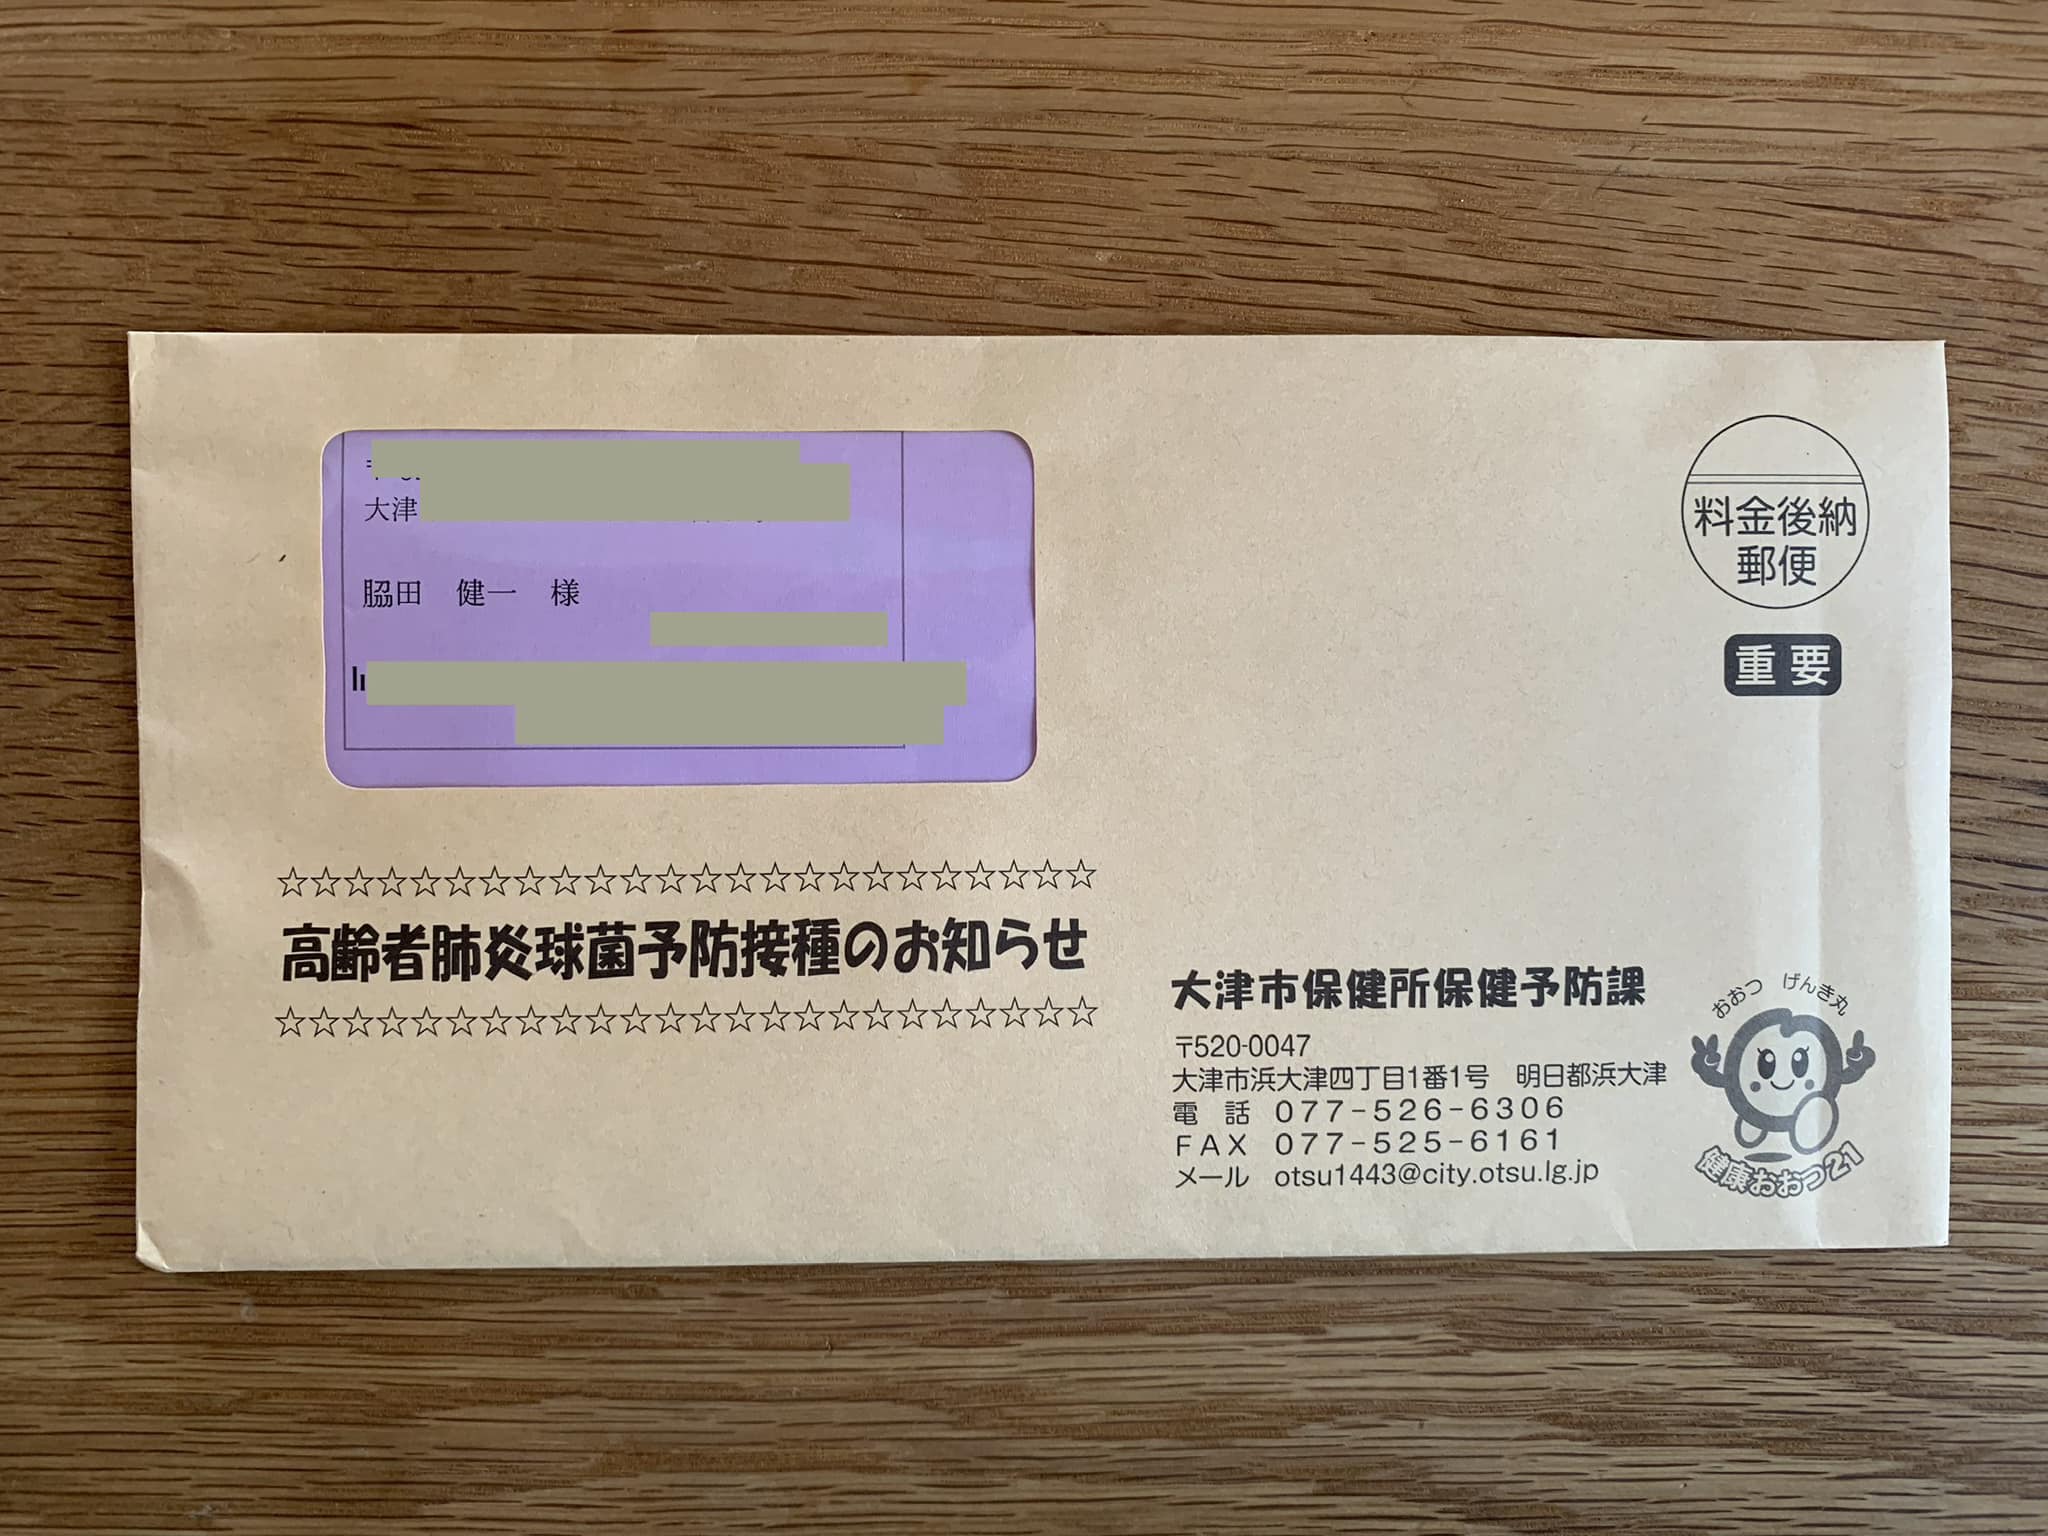 大津
脇田　健一　様
☆☆☆☆☆☆☆☆☆☆☆☆☆☆☆☆☆☆☆☆☆☆☆☆
高齢者肺炎球菌予防接種のお知らせ
☆☆☆☆☆☆☆☆☆☆☆☆☆☆☆☆☆☆☆☆☆☆☆☆
料金後納
郵便
重要
大津市保健所保健予防課
〒520-0047
大津市浜大津四丁目1番1号　明日都浜大津
電　話　077-526-6306
FAX　077-525-6161
メール　otsu1443@city.otsu.lg.jp
おおつ　げんき丸
健康おおつ21